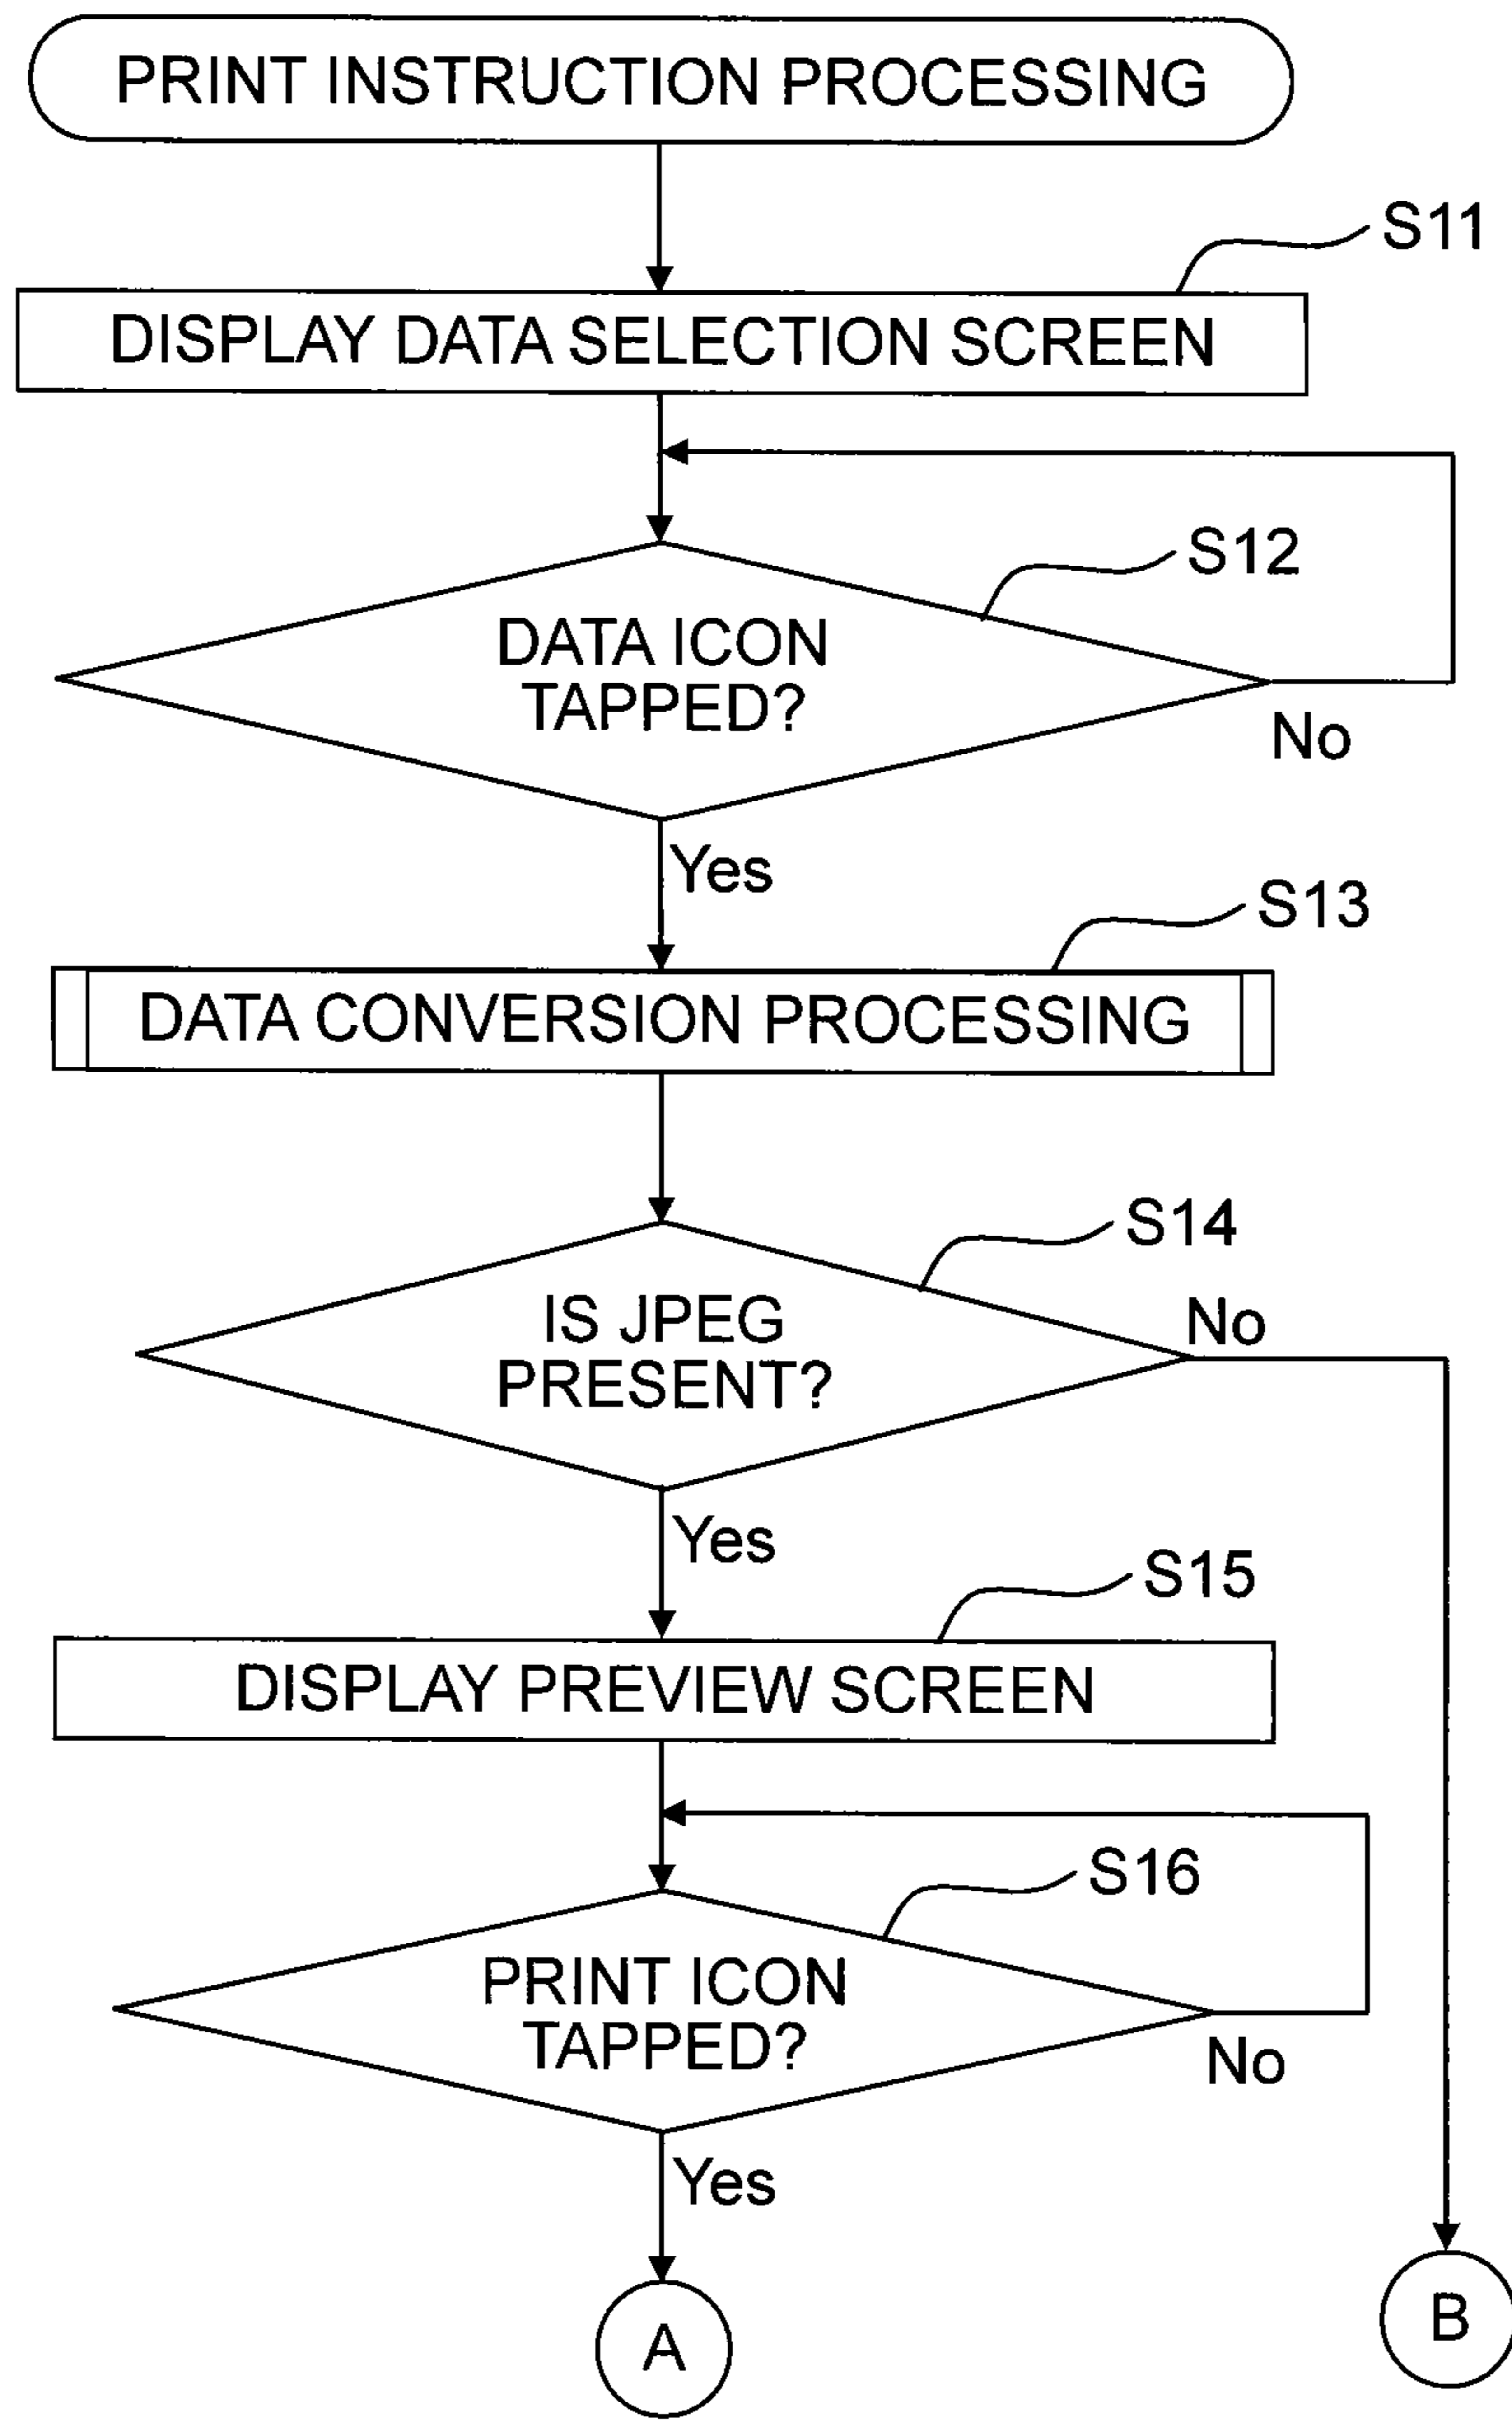 PRINT INSTRUCTION PROCESSING
S11
DISPLAY DATA SELECTION SCREEN
S12
DATA ICON
TAPPED?
No
Yes
S13
DATA CONVERSION PROCESSING
S14
IS JPEG
PRESENT?
No
Yes
S15
DISPLAY PREVIEW SCREEN
S16
PRINT ICON
TAPPED?
No
Yes
A
B